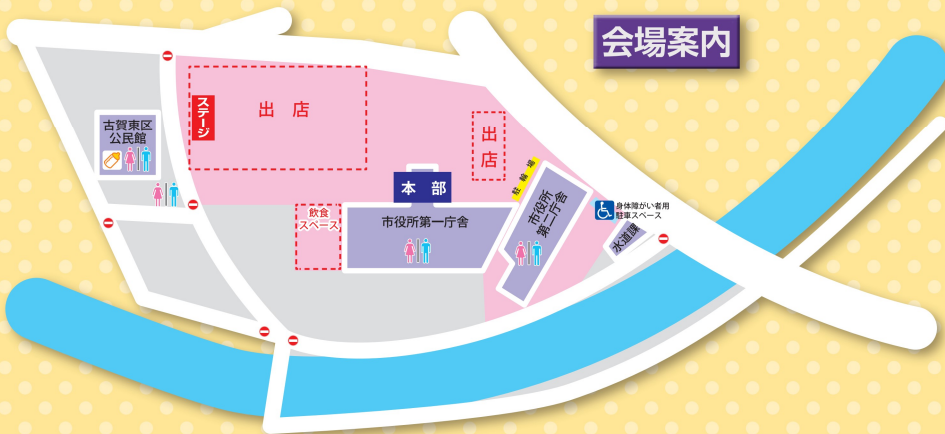 会場案内
ステージ
出店
出店
古賀東区
公民館
本部
駐輪場
飲食
スペース
市役所第一庁舎
市役所
第二庁舎
身体障がい者用
駐車スペース
水道課